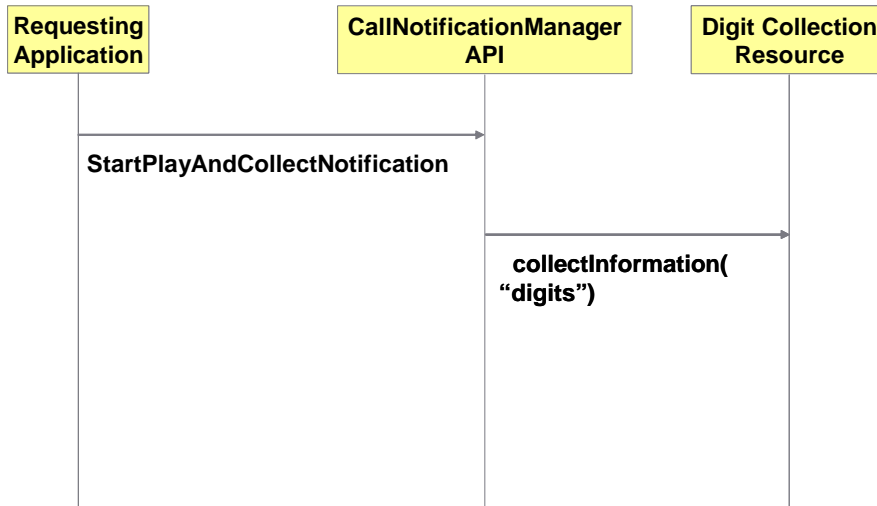 Requesting
Application
CallNotificationManager
API
Digit Collection
Resource
StartPlayAndCollectNotification
collectInformation(
“digits”)